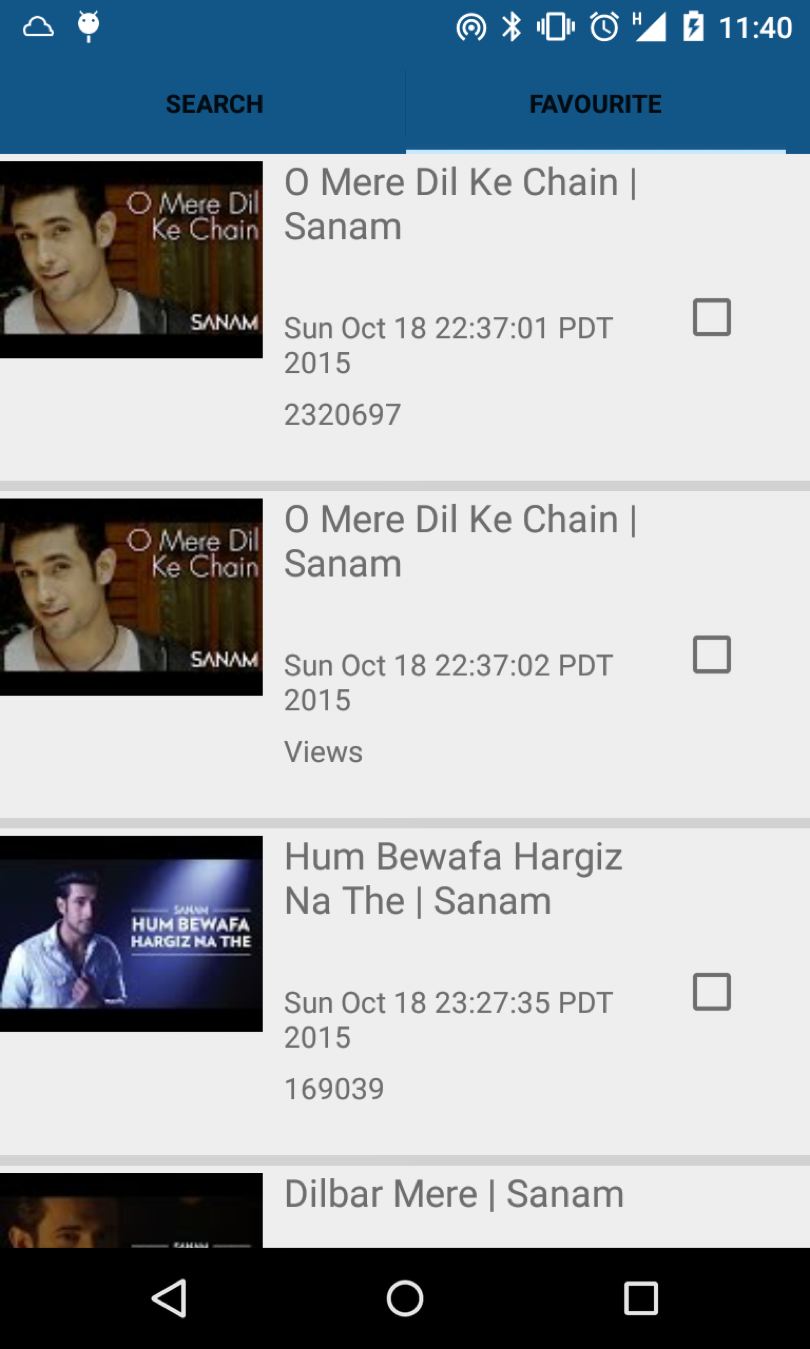 H 11:40
SEARCH FAVOURITE
O Mere Dil
Ke Chain
SANAM
O Mere Dil Ke Chain |
Sanam
Sun Oct 18 22:37:01 PDT
2015
2320697
O Mere Dil
Ke Chain
SANAM
O Mere Dil Ke Chain |
Sanam
Sun Oct 18 22:37:02 PDT
2015
Views
SANAM
HUM BEWAFA
HARGIZ NA THE
Hum Bewafa Hargiz
Na The | Sanam
Sun Oct 18 23:27:35 PDT
2015
169039
Dilbar Mere | Sanam